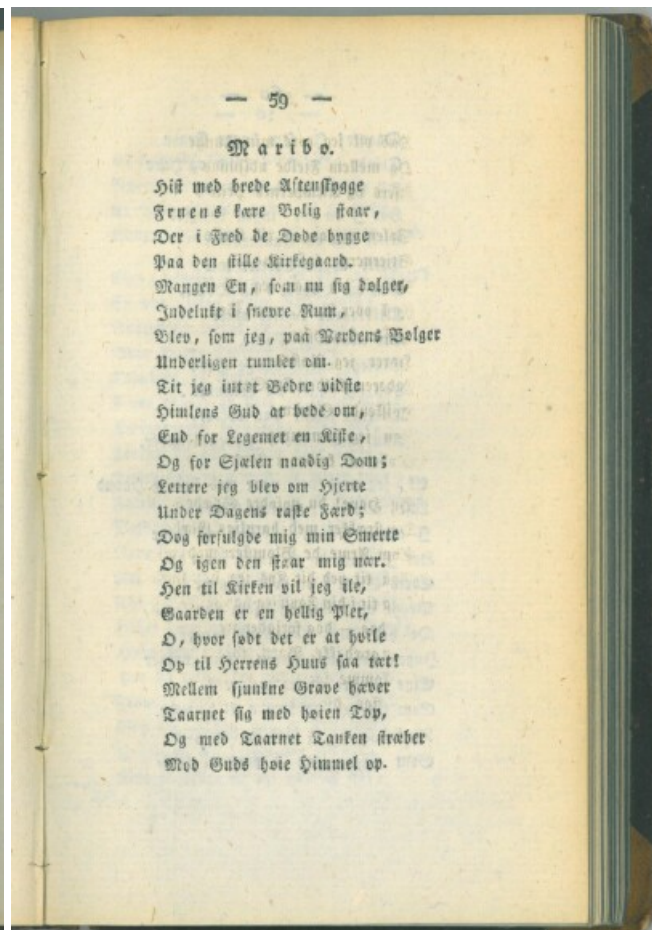 — 59 —
Maribo.
Hist med brede Aftenskygge
Fruens kære Bolig staar,
Der i Fred de Døde bygge
Paa den stille Kirkegaard.
Mangen En, som nu sig dølger,
Indelukt i snevre Rum,
Blev, som jeg, paa Verdens Bølger
Underligen tumlet om.
Tit jeg intet Bedre vidste
Himlens Gud at bede om,
End for Legemet en Kiste,
Og for Sjælen naadig Dom;
Lettere jeg blev om Hjerte
Under Dagens raske Færd;
Dog forfulgde mig min Smerte
Og igen den staar mig nær.
Hen til Kirken vil jeg ile,
Gaarden er en hellig Plet,
O, hvor sødt det er at hvile
Op til Herrens Huus saa tæt!
Mellem sjunkne Grave hæver
Taarnet sig med høien Top,
Og med Taarnet Tanken stræber
Mod Guds høie Himmel op.